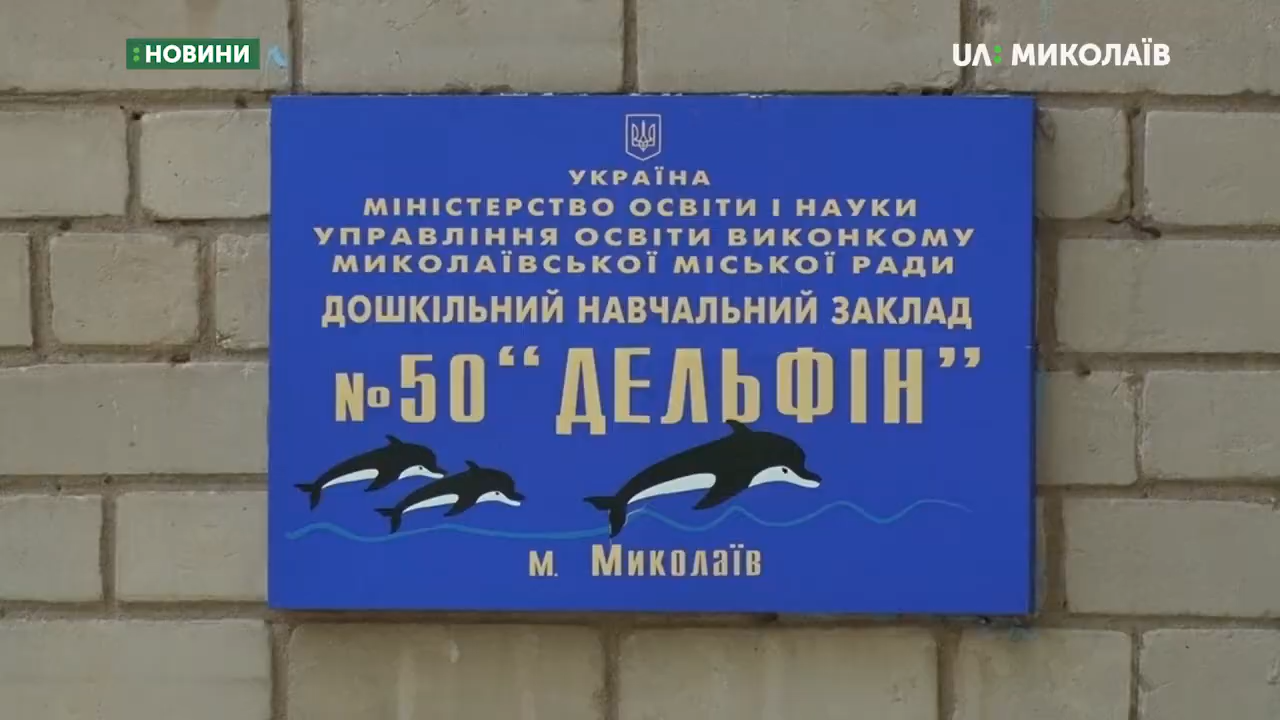 :НОВИНИ
UA: МИКОЛАЇВ
УКРАЇНА
МІНІСТЕРСТВО ОСВІТИ І НАУКИ
УПРАВЛІННЯ ОСВІТИ ВИКОНКОМУ
МИКОЛАЇВСЬКОЇ МІСЬКОЇ РАДИ
ДОШКІЛЬНИЙ НАВЧАЛЬНИЙ ЗАКЛАД
№50 “ДЕЛЬФІН”
м. Миколаїв